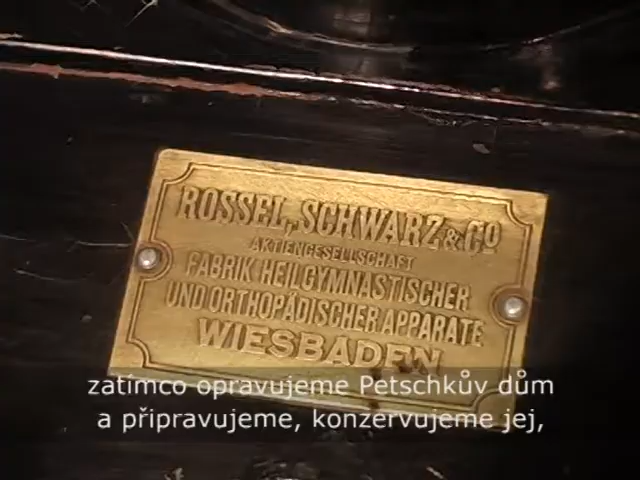 ROSSEL, SCHWARZ & Cº
AKTIENGESELLSCHAFT
FABRIK HEILGYMNASTISCHER
UND ORTHOPÄDISCHER APPARATE
WIESBADEN
zatímco opravujeme Petschkův dům
a připravujeme, konzervujeme jej,